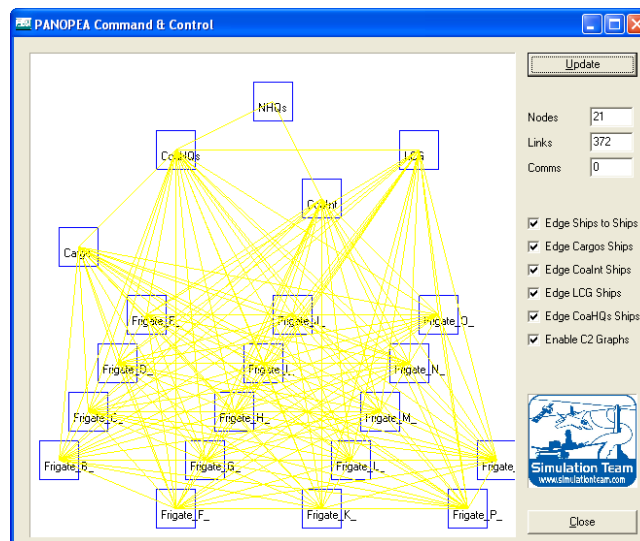 PANOPEA Command & Control
Update
NHQs
Nodes 21
Links 372
Comms 0
CoaHQs
LCG
CoaInt
Cargo
Edge Ships to Ships
Edge Cargos Ships
Edge CoaInt Ships
Edge LCG Ships
Edge CoaHQs Ships
Enable C2 Graphs
Frigate_E_
Frigate_J_
Frigate_O_
Frigate_D_
Frigate_I_
Frigate_N_
Frigate_C_
Frigate_H_
Frigate_M_
Frigate_B_
Frigate_G_
Frigate_L_
Frigate_
Frigate_F_
Frigate_K_
Frigate_P_
Simulation Team
www.simulationteam.com
Close